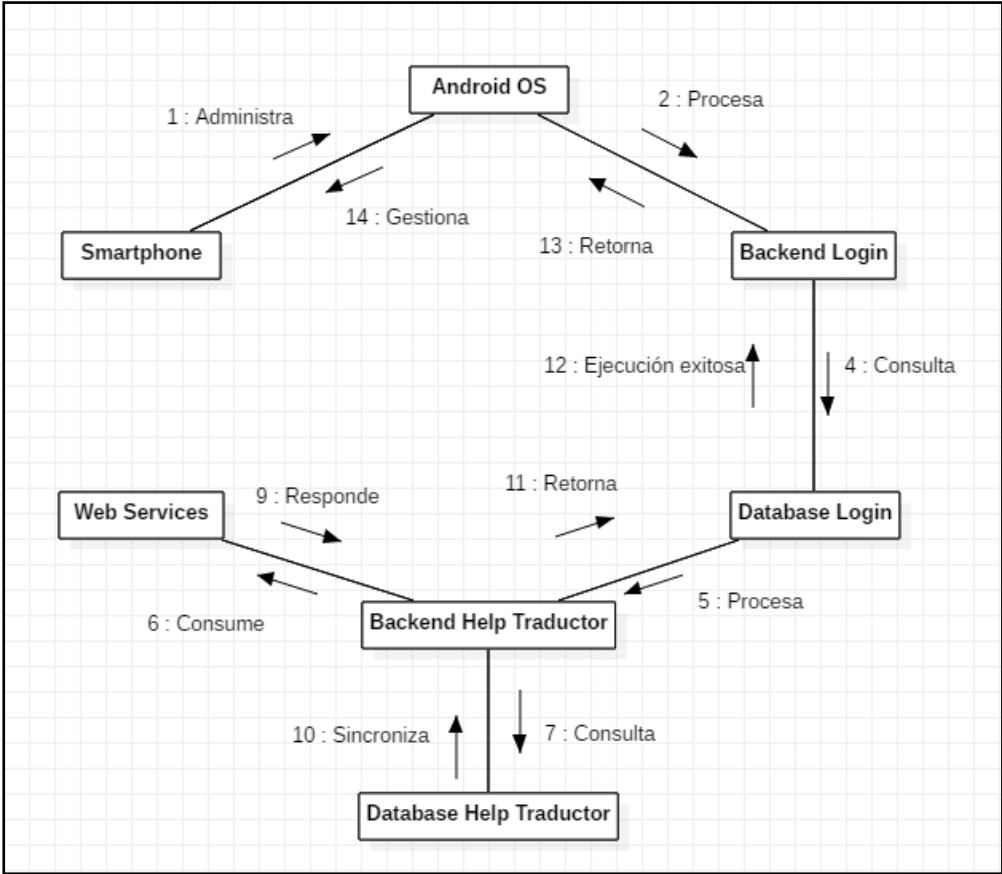 Android OS
2 : Procesa
1 : Administra
14 : Gestiona
13 : Retorna
Smartphone
Backend Login
12 : Ejecución exitosa
4 : Consulta
9 : Responde
11 : Retorna
Web Services
Database Login
5 : Procesa
6 : Consume
Backend Help Traductor
10 : Sincroniza
7 : Consulta
Database Help Traductor